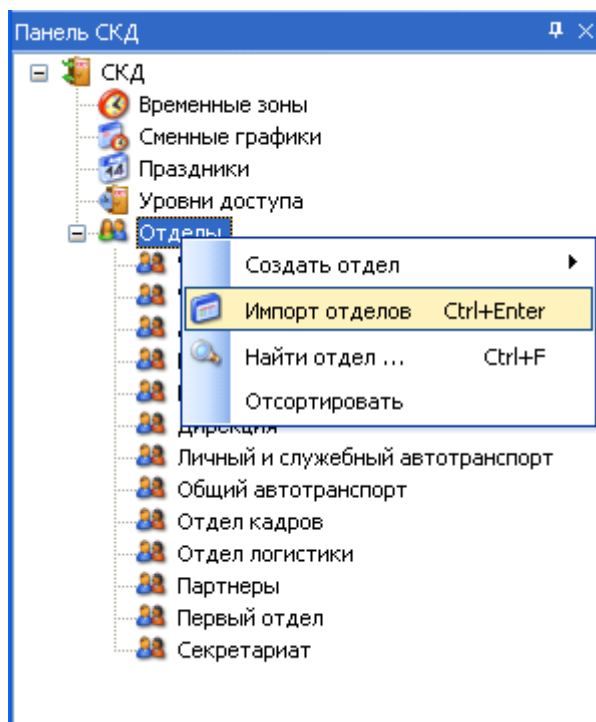 Панель СКД
СКД
Временные зоны
Сменные графики
Праздники
Уровни доступа
Отделы
Создать отдел
Импорт отделов Ctrl+Enter
Найти отдел ... Ctrl+F
Отсортировать
Дирекция
Личный и служебный автотранспорт
Общий автотранспорт
Отдел кадров
Отдел логистики
Партнеры
Первый отдел
Секретариат